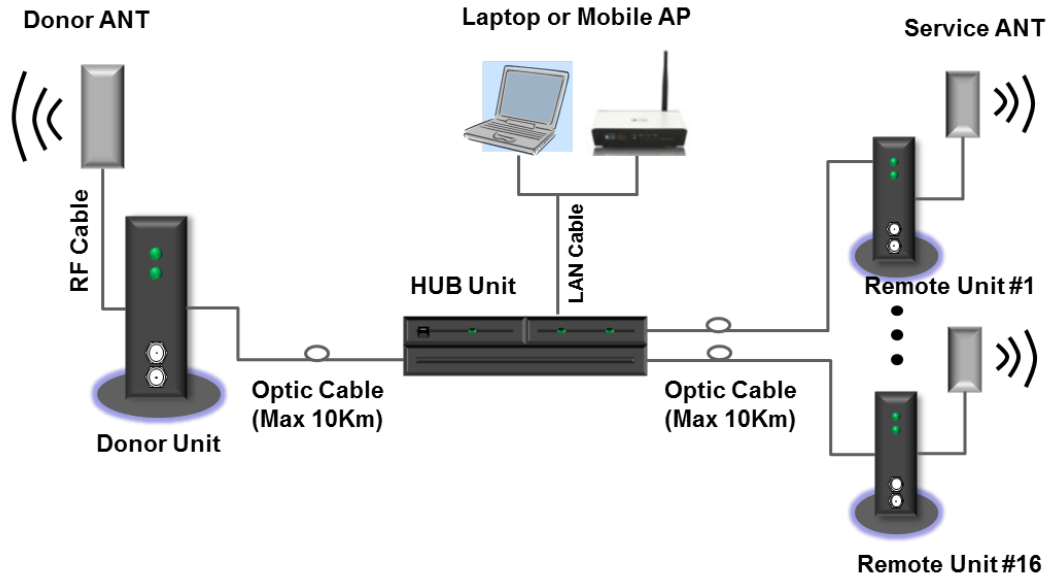 Donor ANT
Laptop or Mobile AP
Service ANT
RF Cable
LAN Cable
HUB Unit
Remote Unit #1
Optic Cable
(Max 10Km)
Optic Cable
(Max 10Km)
Donor Unit
Remote Unit #16